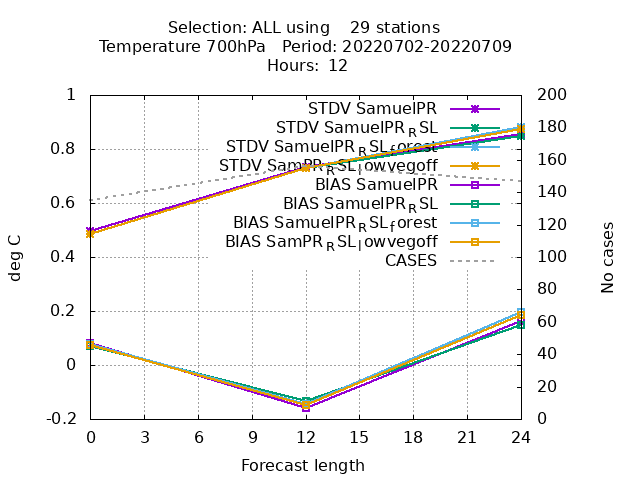 Selection: ALL using    29 stations
Temperature 700hPa   Period: 20220702-20220709
Hours:  12
STDV SamuelPR
STDV SamuelPR_RSL
STDV SamuelPR_RSL_forest
STDV SamPR_RSL_lowvegoff
BIAS SamuelPR
BIAS SamuelPR_RSL
BIAS SamuelPR_RSL_forest
BIAS SamPR_RSL_lowvegoff
CASES
1
0.8
0.6
0.4
0.2
0
-0.2
deg C
200
180
160
140
120
100
80
60
40
20
0
No cases
0 3 6 9 12 15 18 21 24
Forecast length